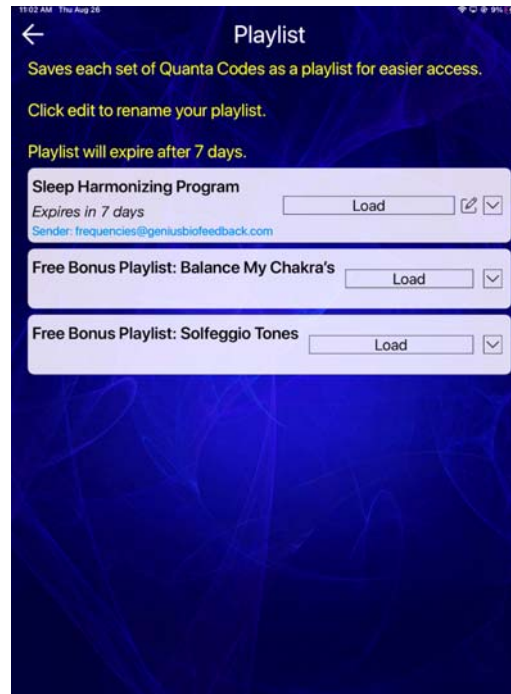 11:02 AM Thu Aug 26
9%
Playlist
Saves each set of Quanta Codes as a playlist for easier access.
Click edit to rename your playlist.
Playlist will expire after 7 days.
Sleep Harmonizing Program
Load
Expires in 7 days
Sender: frequencies@geniusbiofeedback.com
Free Bonus Playlist: Balance My Chakra's
Load
Free Bonus Playlist: Solfeggio Tones
Load